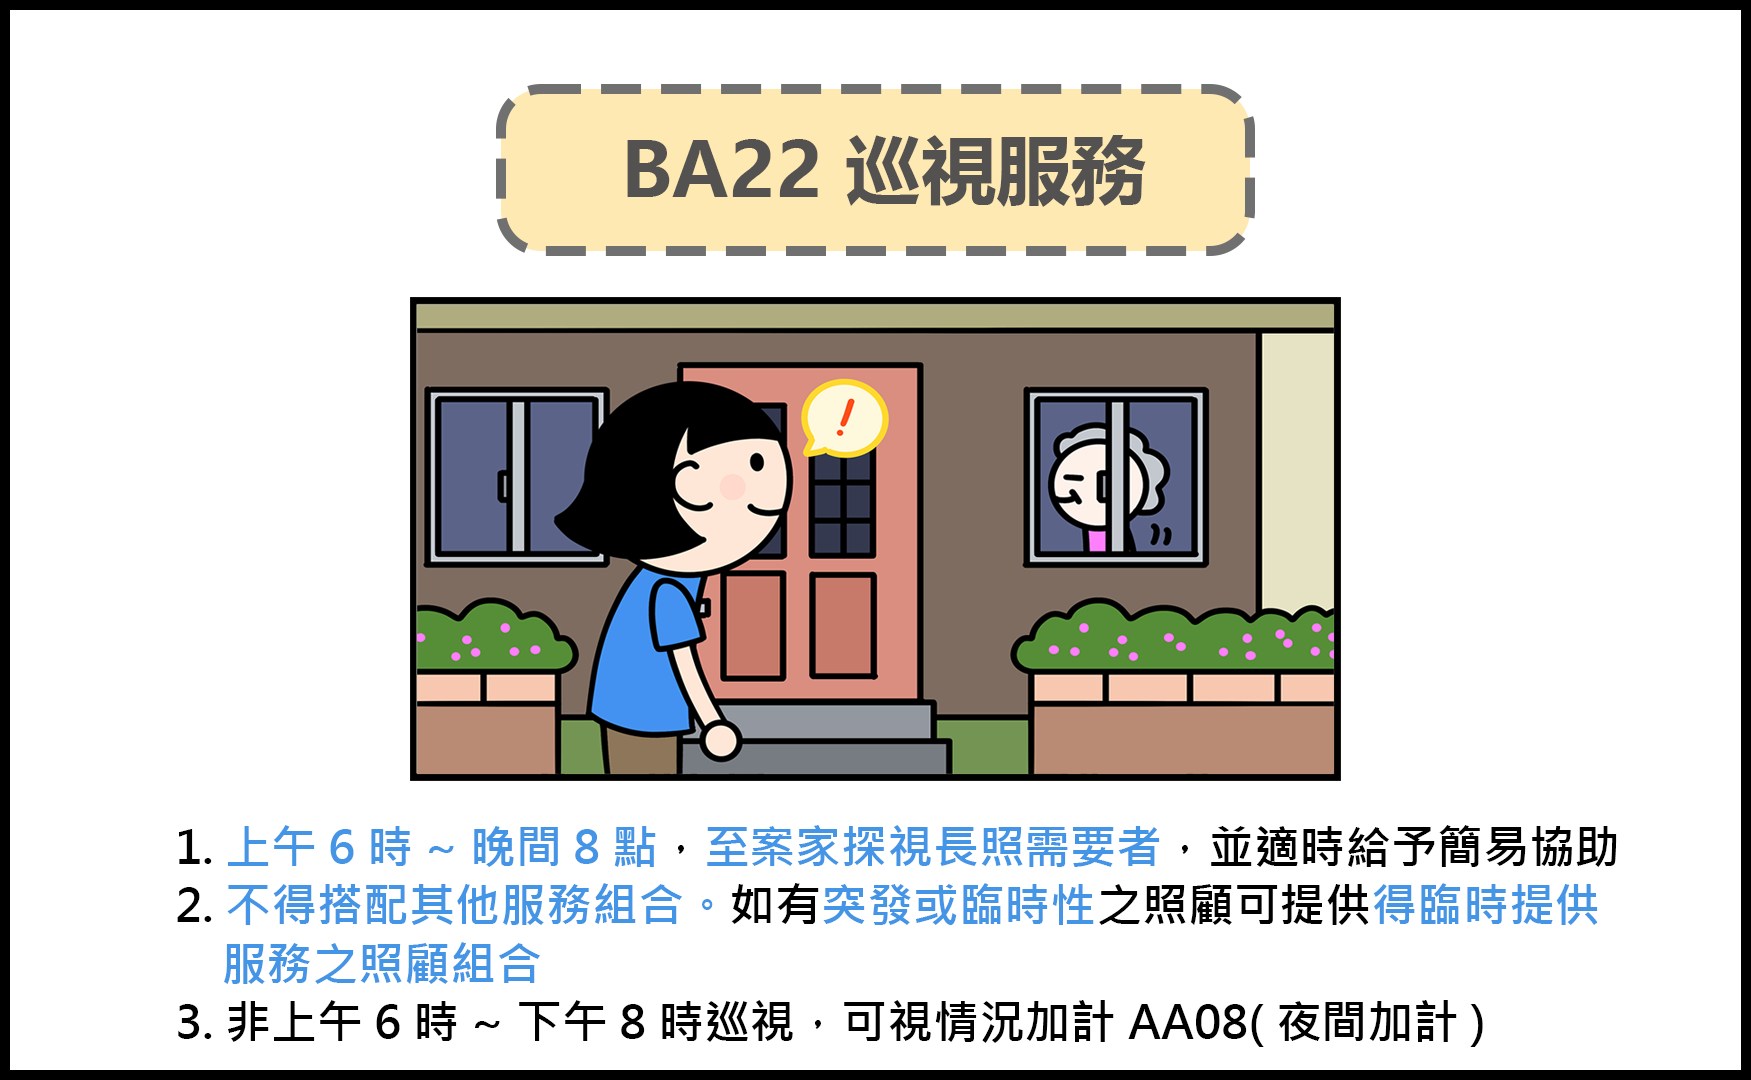 BA22 巡視服務
!
1. 上午 6 時 ~ 晚間 8 點，至案家探視長照需要者，並適時給予簡易協助
2. 不得搭配其他服務組合。如有突發或臨時性之照顧可提供得臨時提供
服務之照顧組合
3. 非上午 6 時 ~ 下午 8 時巡視，可視情況加計 AA08( 夜間加計 )